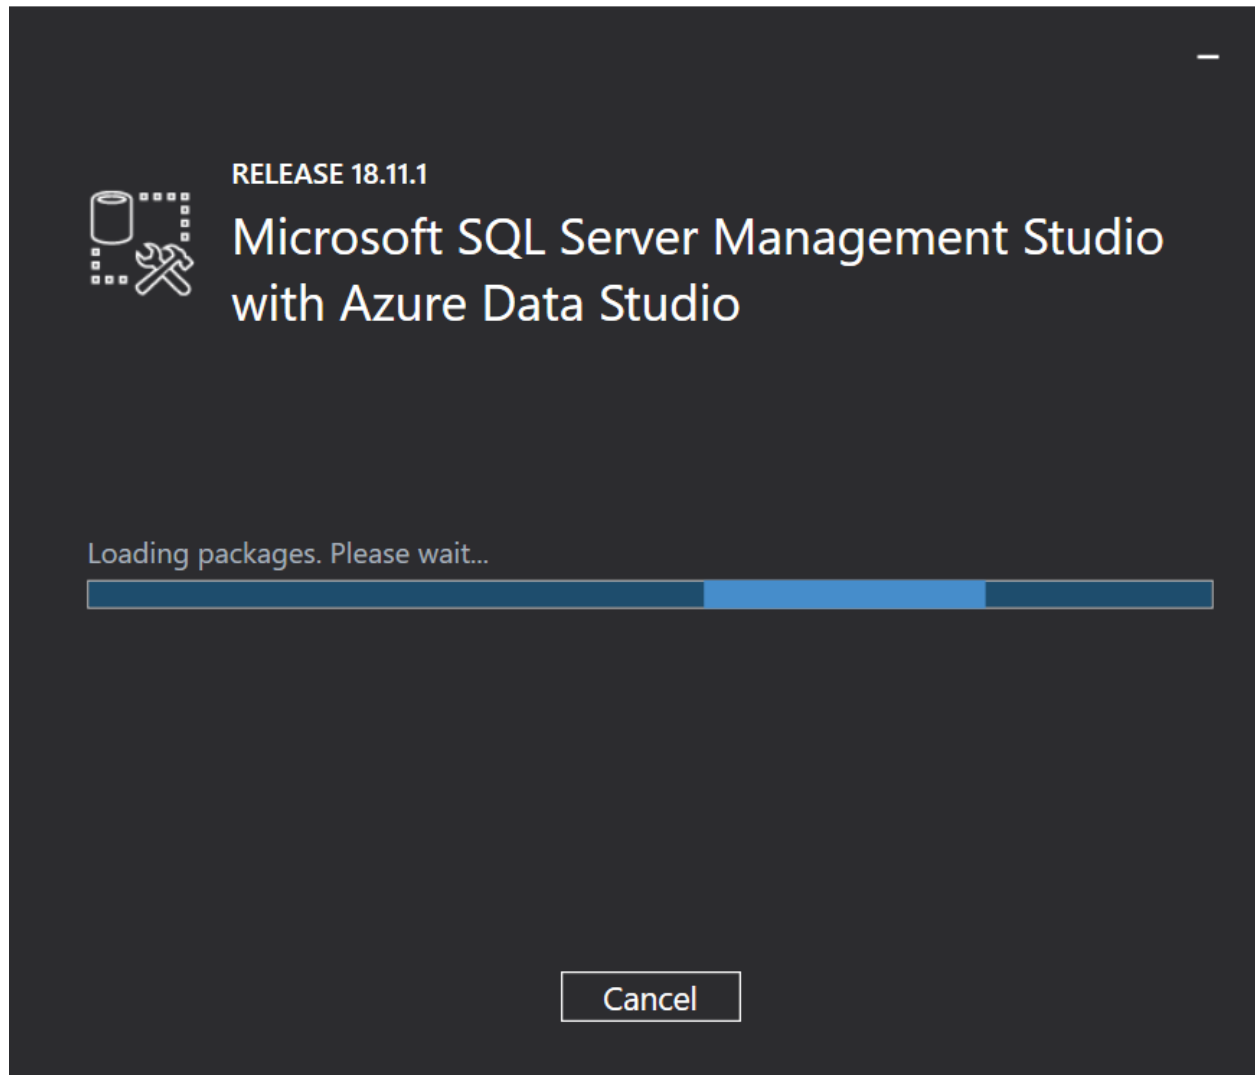 RELEASE 18.11.1
Microsoft SQL Server Management Studio
with Azure Data Studio
Loading packages. Please wait...
Cancel